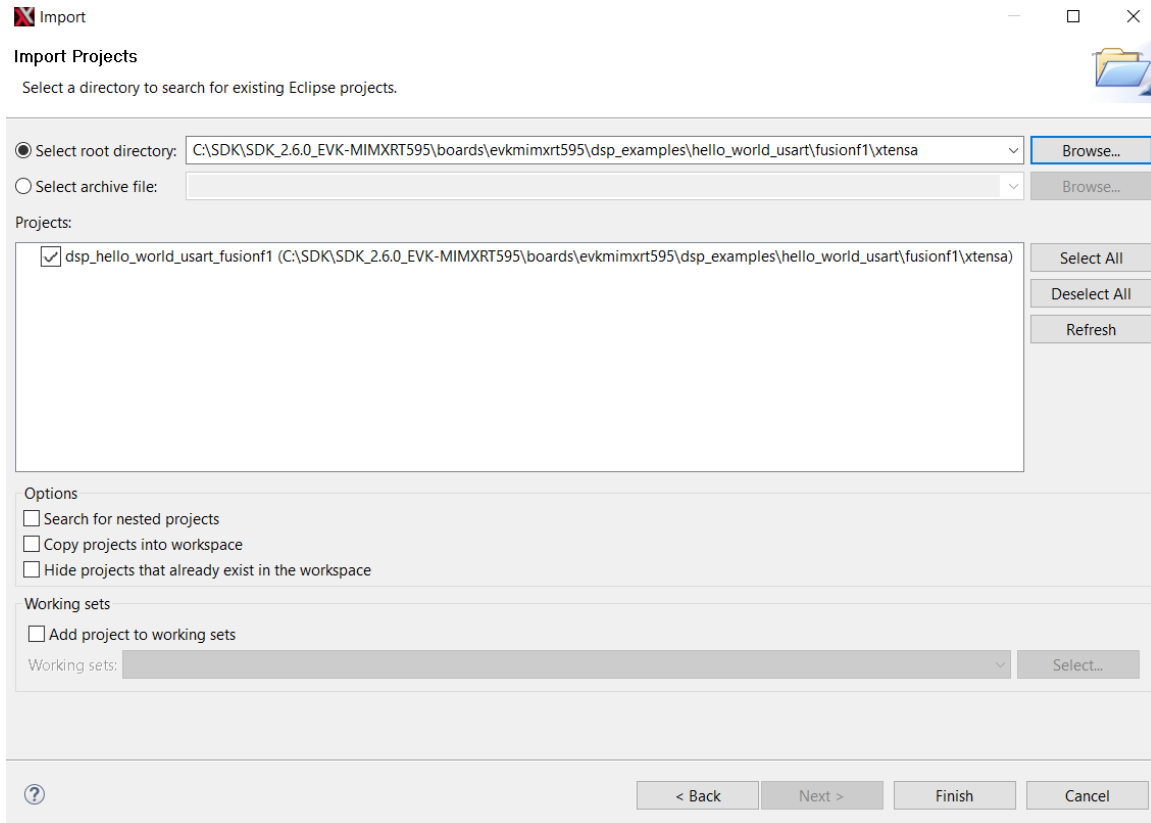 Import
Import Projects
Select a directory to search for existing Eclipse projects.
Select root directory: C:\SDK\SDK_2.6.0_EVK-MIMXRT595\boards\evkmimxrt595\dsp_examples\hello_world_usart\fusionf1\xtensa Browse...
Select archive file: Browse...
Projects:
dsp_hello_world_usart_fusionf1 (C:\SDK\SDK_2.6.0_EVK-MIMXRT595\boards\evkmimxrt595\dsp_examples\hello_world_usart\fusionf1\xtensa) Select All
Deselect All
Refresh
Options
Search for nested projects
Copy projects into workspace
Hide projects that already exist in the workspace
Working sets
Add project to working sets
Working sets: Select...
? < Back Next > Finish Cancel